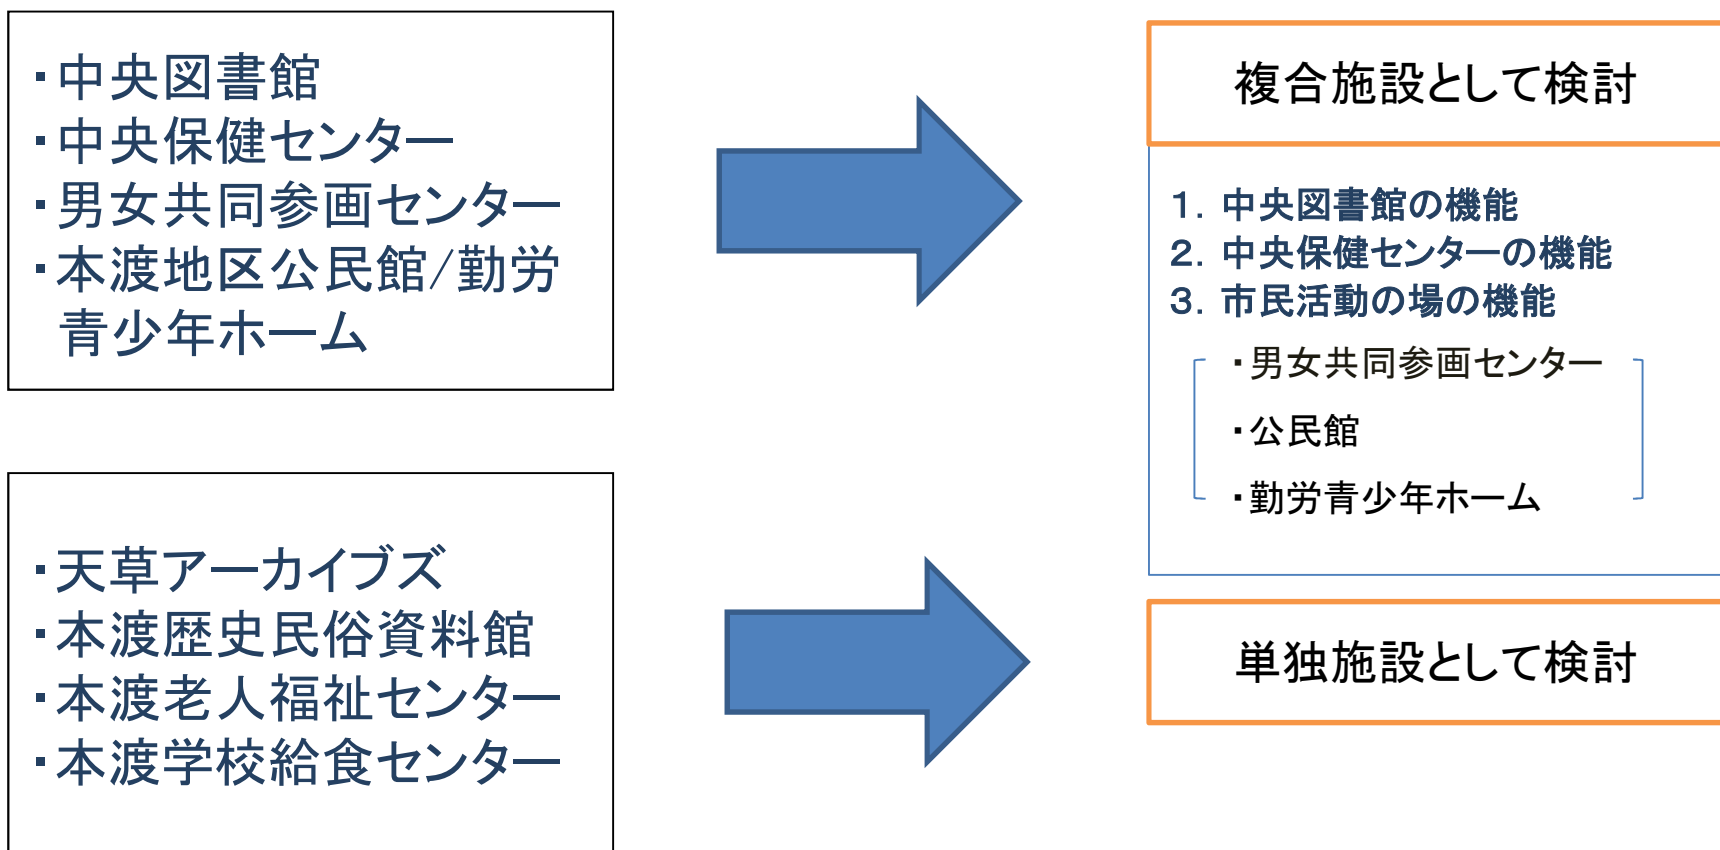 ・中央図書館
・中央保健センター
・男女共同参画センター
・本渡地区公民館/勤労
青少年ホーム
複合施設として検討
1. 中央図書館の機能
2. 中央保健センターの機能
3. 市民活動の場の機能
・男女共同参画センター
・公民館
・勤労青少年ホーム
・天草アーカイブズ
・本渡歴史民俗資料館
・本渡老人福祉センター
・本渡学校給食センター
単独施設として検討